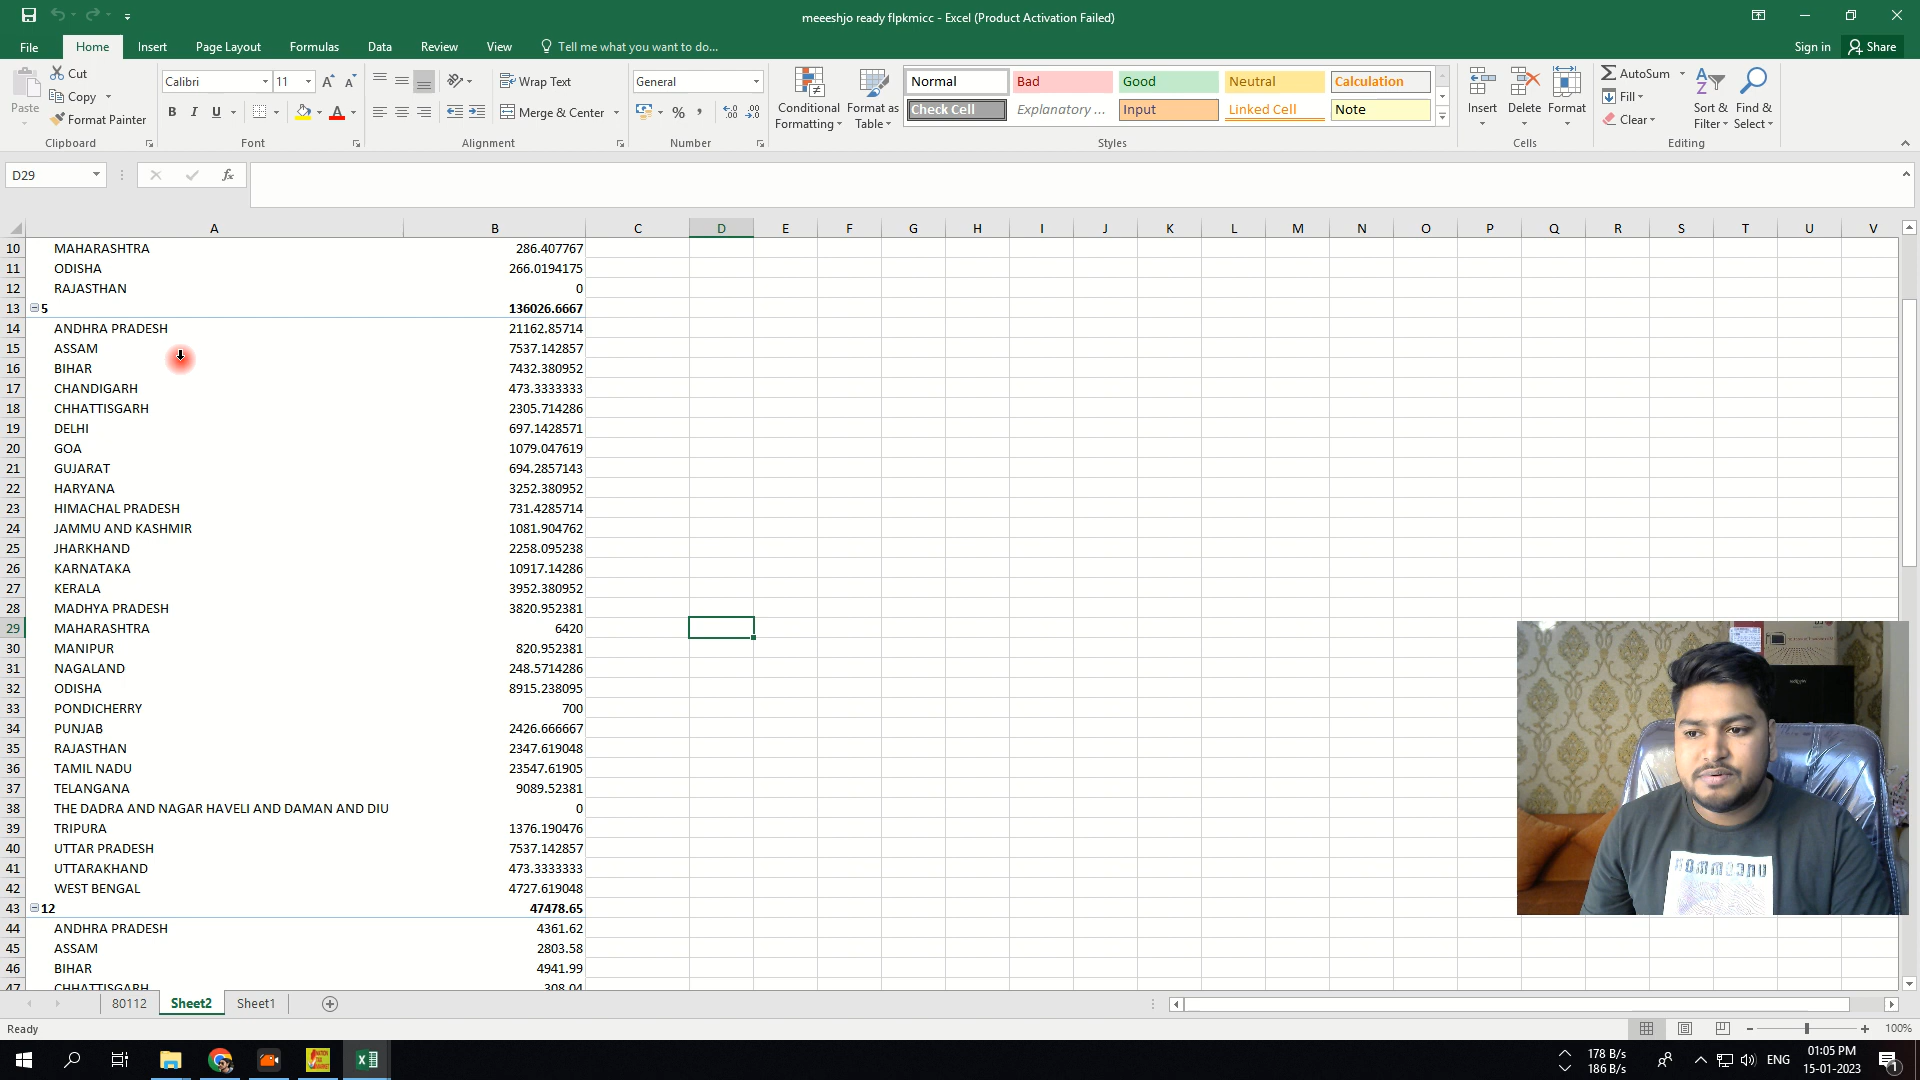 meeeshjo ready flpkmicc - Excel (Product Activation Failed)
File Home Insert Page Layout Formulas Data Review View Tell me what you want to do... Sign in Share
Paste Cut Copy Format Painter
Calibri 11
B I U A
Wrap Text
Merge & Center
General
Conditional Formatting
Format as Table
Normal Bad Good Neutral Calculation
Check Cell Explanatory ... Input Linked Cell Note
Insert Delete Format
AutoSum Fill Clear
Sort & Filter Find & Select
Clipboard Font Alignment Number Styles Cells Editing
D29 fx
A B C D E F G H I J K L M N O P Q R S T U V
10 MAHARASHTRA 286.407767
11 ODISHA 266.0194175
12 RAJASTHAN 0
13 5 136026.6667
14 ANDHRA PRADESH 21162.85714
15 ASSAM 7537.142857
16 BIHAR 7432.380952
17 CHANDIGARH 473.3333333
18 CHHATTISGARH 2305.714286
19 DELHI 697.1428571
20 GOA 1079.047619
21 GUJARAT 694.2857143
22 HARYANA 3252.380952
23 HIMACHAL PRADESH 731.4285714
24 JAMMU AND KASHMIR 1081.904762
25 JHARKHAND 2258.095238
26 KARNATAKA 10917.14286
27 KERALA 3952.380952
28 MADHYA PRADESH 3820.952381
29 MAHARASHTRA 6420
30 MANIPUR 820.952381
31 NAGALAND 248.5714286
32 ODISHA 8915.238095
33 PONDICHERRY 700
34 PUNJAB 2426.666667
35 RAJASTHAN 2347.619048
36 TAMIL NADU 23547.61905
37 TELANGANA 9089.52381
38 THE DADRA AND NAGAR HAVELI AND DAMAN AND DIU 0
39 TRIPURA 1376.190476
40 UTTAR PRADESH 7537.142857
41 UTTARAKHAND 473.3333333
42 WEST BENGAL 4727.619048
43 12 47478.65
44 ANDHRA PRADESH 4361.62
45 ASSAM 2803.58
46 BIHAR 4941.99
47 CHHATTISGARH 308.04
80112 Sheet2 Sheet1
Ready 100%
178 B/s
186 B/s
ENG
01:05 PM
15-01-2023
1